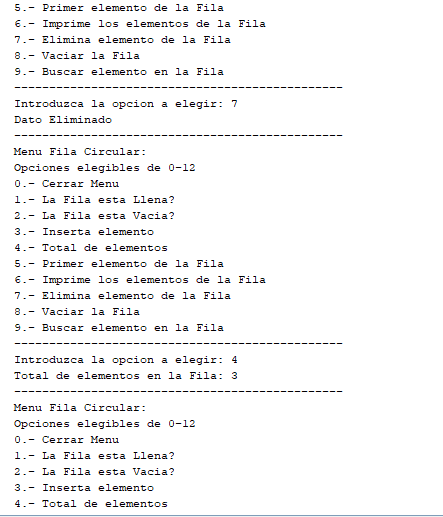 5.- Primer elemento de la Fila
6.- Imprime los elementos de la Fila
7.- Elimina elemento de la Fila
8.- Vaciar la Fila
9.- Buscar elemento en la Fila
-----------------------------------------------
Introduzca la opcion a elegir: 7
Dato Eliminado
-----------------------------------------------
Menu Fila Circular:
Opciones elegibles de 0-12
0.- Cerrar Menu
1.- La Fila esta Llena?
2.- La Fila esta Vacia?
3.- Inserta elemento
4.- Total de elementos
5.- Primer elemento de la Fila
6.- Imprime los elementos de la Fila
7.- Elimina elemento de la Fila
8.- Vaciar la Fila
9.- Buscar elemento en la Fila
-----------------------------------------------
Introduzca la opcion a elegir: 4
Total de elementos en la Fila: 3
-----------------------------------------------
Menu Fila Circular:
Opciones elegibles de 0-12
0.- Cerrar Menu
1.- La Fila esta Llena?
2.- La Fila esta Vacia?
3.- Inserta elemento
4.- Total de elementos